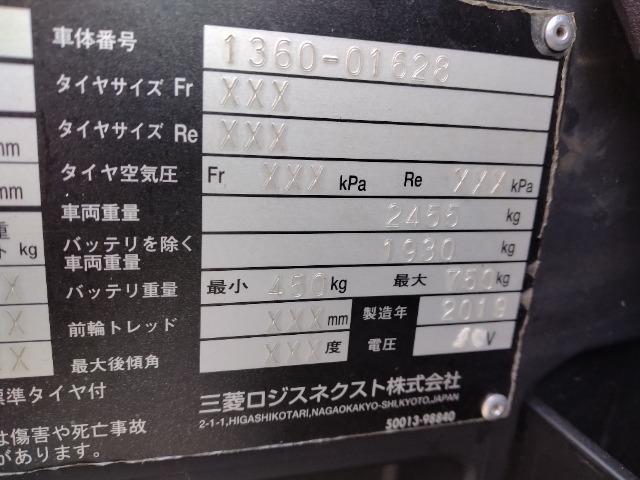 車体番号 1360-01628
タイヤサイズ Fr XXX
タイヤサイズ Re XXX
mm
タイヤ空気圧 Fr XXX kPa Re XXX kPa
mm
車両重量 2455 kg
重
ト kg
バッテリを除く
車両重量 1930 kg
バッテリ重量 最小 450 kg 最大 750 kg
X
前輪トレッド XXX mm 製造年 2019
X
最大後傾角 XXX 度 電圧 V
XX
標準タイヤ付
三菱ロジスネクスト株式会社
2-1-1,HIGASHIKOTARI,NAGAOKAKYO-SHI,KYOTO,JAPAN
50013-98840
は傷害や死亡事故
があります。